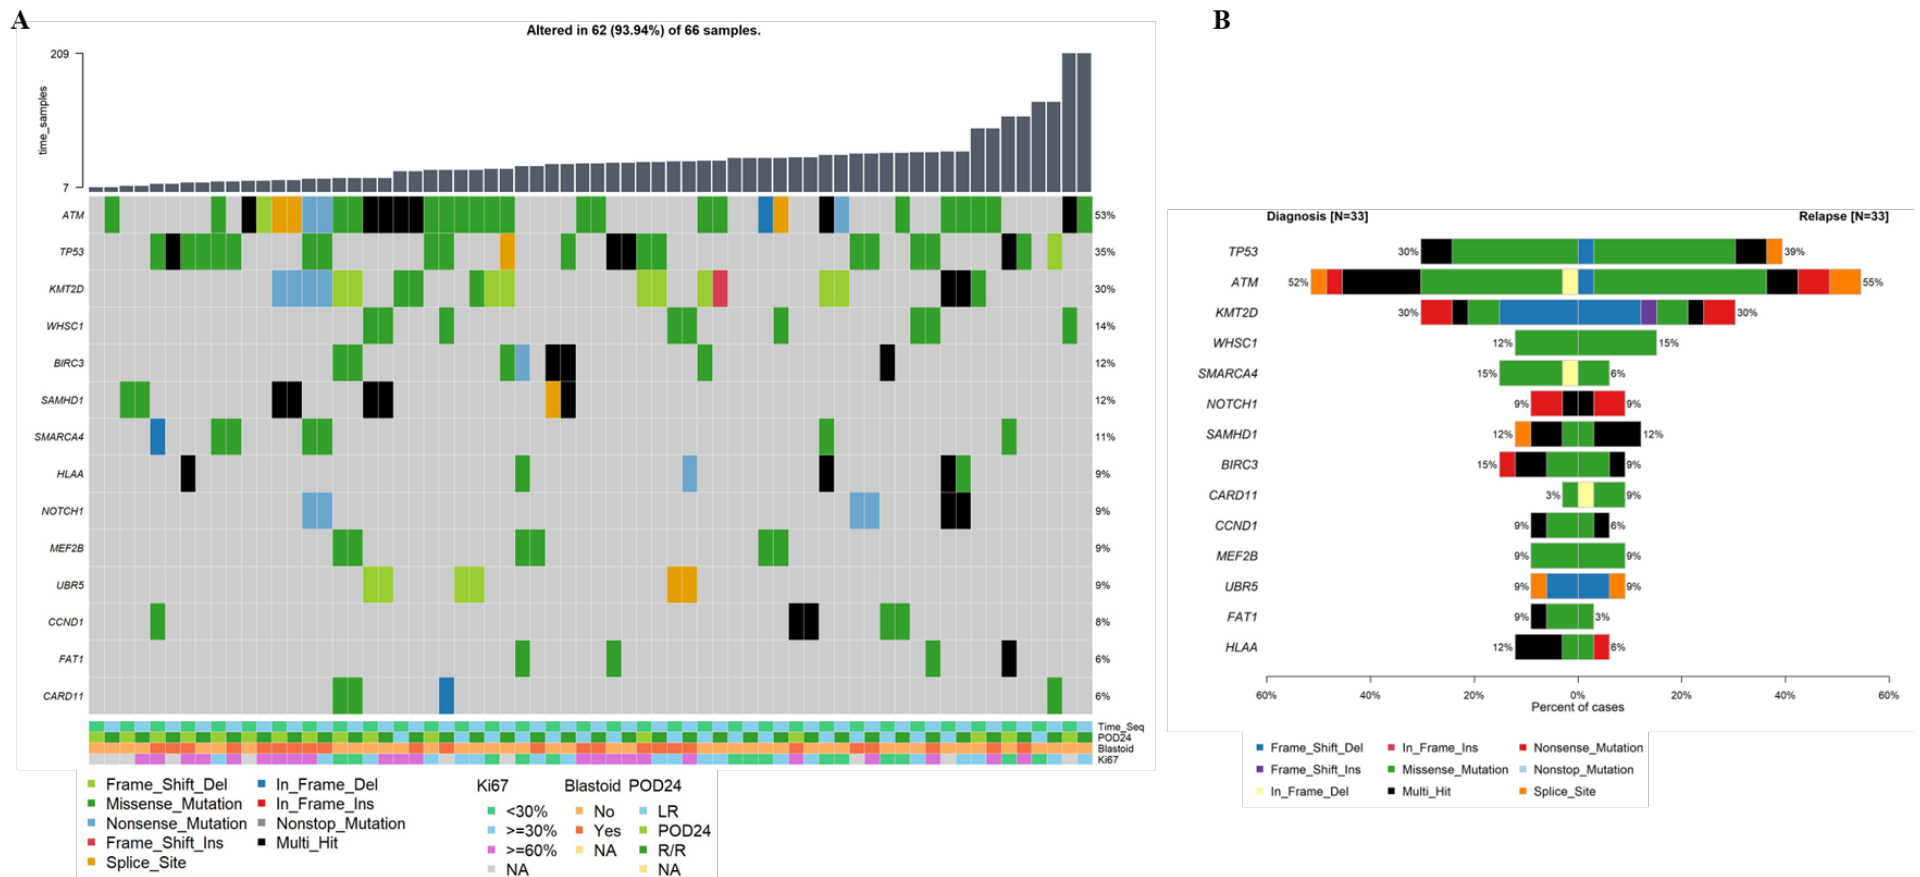 A
Altered in 62 (93.94%) of 66 samples.
209
time_samples
7
ATM 53%
TP53 35%
KMT2D 30%
WHSC1 14%
BIRC3 12%
SAMHD1 12%
SMARCA4 11%
HLAA 9%
NOTCH1 9%
MEF2B 9%
UBR5 9%
CCND1 8%
FAT1 6%
CARD11 6%
Time_Seq
POD24
Blastoid
Ki67
Frame_Shift_Del
Missense_Mutation
Nonsense_Mutation
Frame_Shift_Ins
Splice_Site
In_Frame_Del
In_Frame_Ins
Nonstop_Mutation
Multi_Hit
Ki67
<30%
>=30%
>=60%
NA
Blastoid
No
Yes
NA
POD24
LR
POD24
R/R
NA
B
Diagnosis [N=33] Relapse [N=33]
TP53 30% 39%
ATM 52% 55%
KMT2D 30% 30%
WHSC1 12% 15%
SMARCA4 15% 6%
NOTCH1 9% 9%
SAMHD1 12% 12%
BIRC3 15% 9%
CARD11 3% 9%
CCND1 9% 6%
MEF2B 9% 9%
UBR5 9% 9%
FAT1 9% 3%
HLAA 12% 6%
60% 40% 20% 0% 20% 40% 60%
Percent of cases
Frame_Shift_Del In_Frame_Ins Nonsense_Mutation
Frame_Shift_Ins Missense_Mutation Nonstop_Mutation
In_Frame_Del Multi_Hit Splice_Site